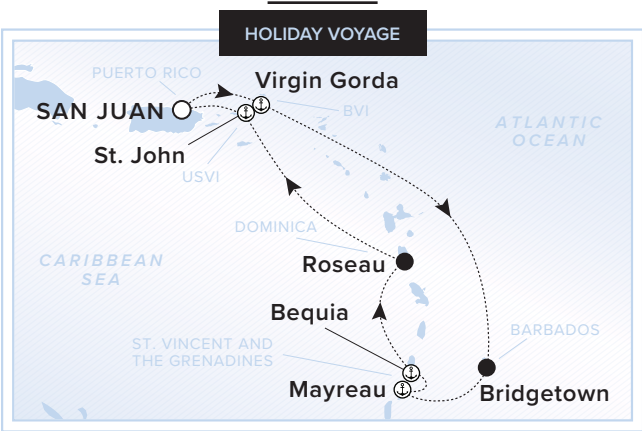 HOLIDAY VOYAGE
PUERTO RICO
Virgin Gorda
SAN JUAN
BVI
ATLANTIC
OCEAN
St. John
USVI
DOMINICA
CARIBBEAN
SEA
Roseau
Bequia
BARBADOS
ST. VINCENT AND
THE GRENADINES
Mayreau
Bridgetown